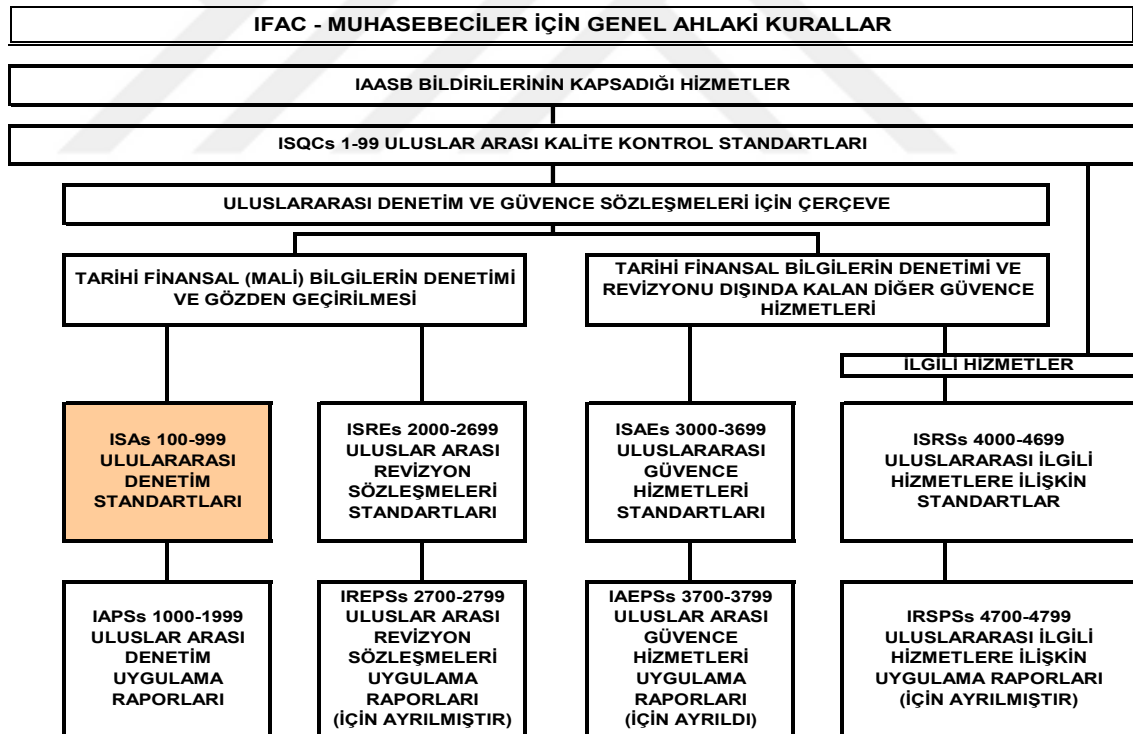 IFAC - MUHASEBECİLER İÇİN GENEL AHLAKİ KURALLAR
IAASB BİLDİRİLERİNİN KAPSADIĞI HİZMETLER
ISQCs 1-99 ULUSLAR ARASI KALİTE KONTROL STANDARTLARI
ULUSLARARASI DENETİM VE GÜVENCE SÖZLEŞMELERİ İÇİN ÇERÇEVE
TARİHİ FİNANSAL (MALİ) BİLGİLERİN DENETİMİ
VE GÖZDEN GEÇİRİLMESİ
TARİHİ FİNANSAL BİLGİLERİN DENETİMİ VE
REVİZYONU DIŞINDA KALAN DİĞER GÜVENCE
HİZMETLERİ
İLGİLİ HİZMETLER
ISAs 100-999
ULULARARASI
DENETİM
STANDARTLARI
ISREs 2000-2699
ULUSLAR ARASI
REVİZYON
SÖZLEŞMELERİ
STANDARTLARI
ISAEs 3000-3699
ULUSLARARASI
GÜVENCE
HİZMETLERİ
STANDARTLARI
ISRSs 4000-4699
ULUSLARARASI İLGİLİ
HİZMETLERE İLİŞKİN
STANDARTLAR
IAPSs 1000-1999
ULUSLAR ARASI
DENETİM
UYGULAMA
RAPORLARI
IREPSs 2700-2799
ULUSLAR ARASI
REVİZYON
SÖZLEŞMELERİ
UYGULAMA
RAPORLARI
(İÇİN AYRILMIŞTIR)
IAEPSs 3700-3799
ULUSLAR ARASI
GÜVENCE
HİZMETLERİ
UYGULAMA
RAPORLARI
(İÇİN AYRILDI)
IRSPSs 4700-4799
ULUSLARARASI İLGİLİ
HİZMETLERE İLİŞKİN
UYGULAMA RAPORLARI
(İÇİN AYRILMIŞTIR)